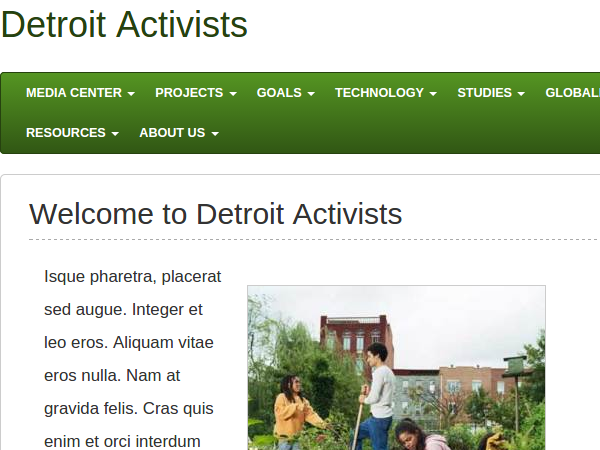 Detroit Activists
MEDIA CENTER PROJECTS GOALS TECHNOLOGY STUDIES GLOBAL
RESOURCES ABOUT US
Welcome to Detroit Activists
Isque pharetra, placerat
sed augue. Integer et
leo eros. Aliquam vitae
eros nulla. Nam at
gravida felis. Cras quis
enim et orci interdum